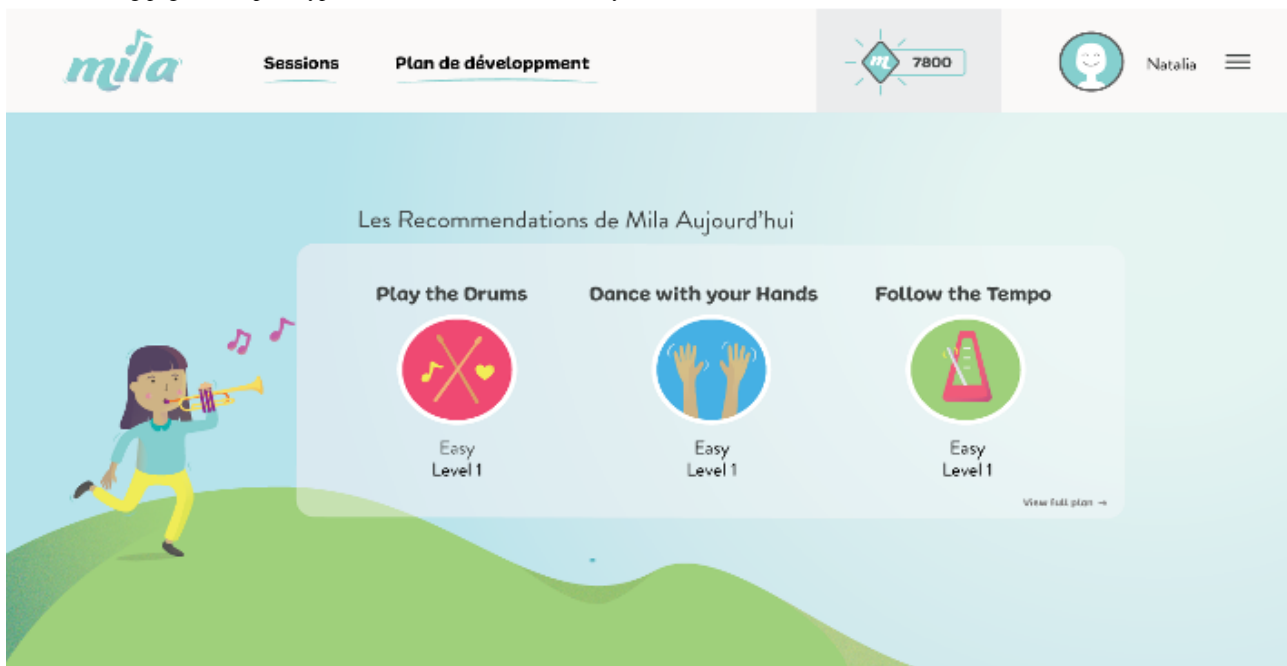 mila
Sessions
Plan de développment
m
7800
Natalia
Les Recommendations de Mila Aujourd'hui
Play the Drums
Dance with your Hands
Follow the Tempo
Easy
Level 1
Easy
Level 1
Easy
Level 1
View full plan →